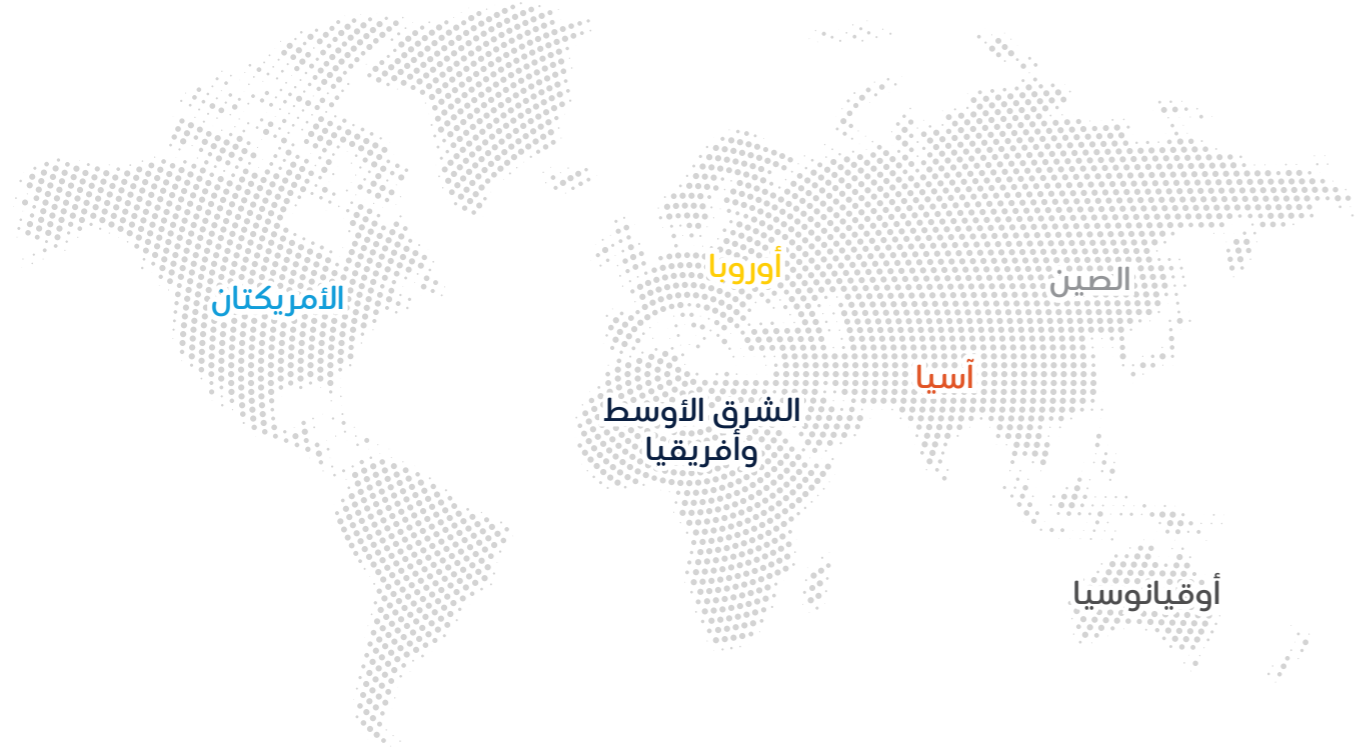 أوروبا
الصين
الأمريكتان
آسيا
الشرق الأوسط
وأفريقيا
أوقيانوسيا